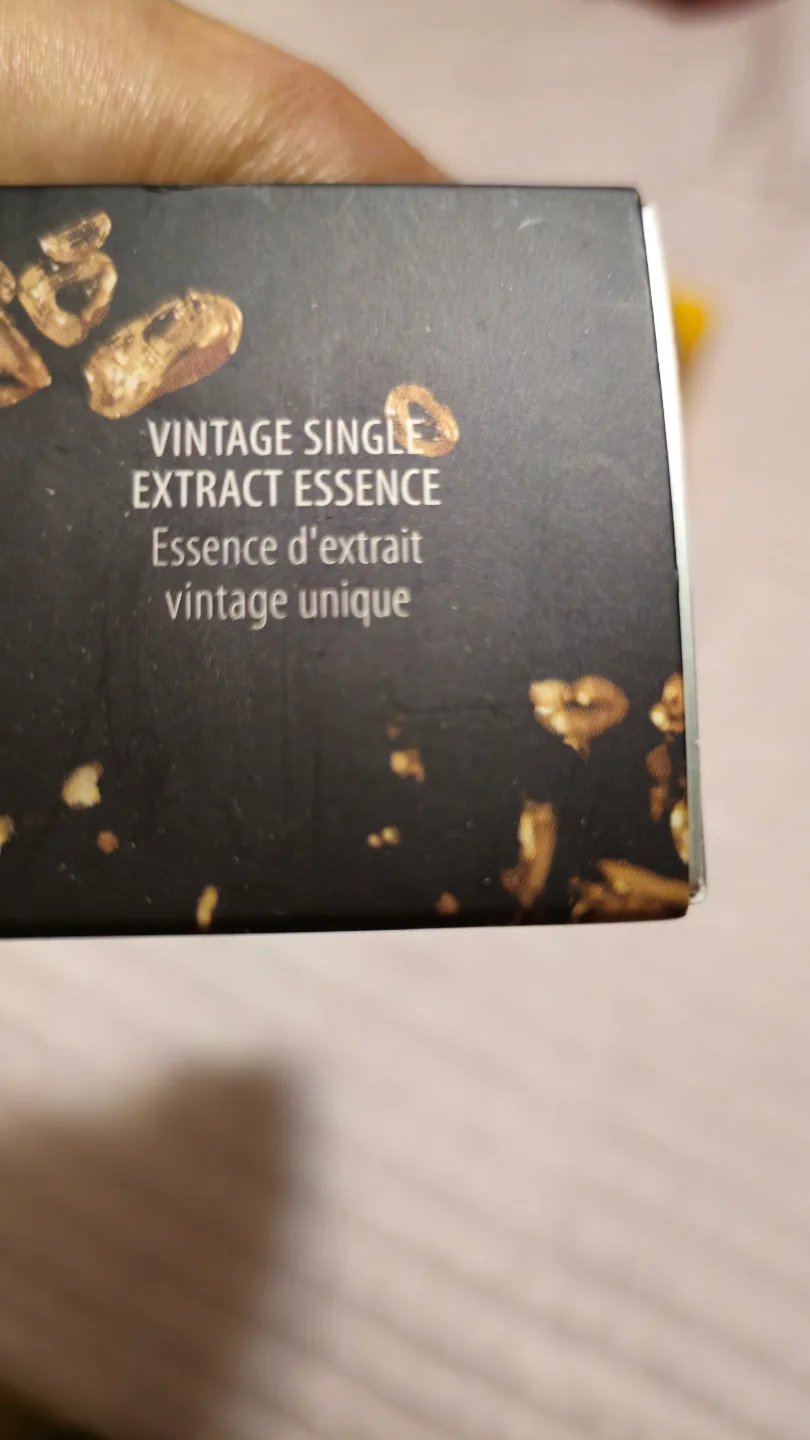 VINTAGE SINGLE
EXTRACT ESSENCE
Essence d'extrait
vintage unique